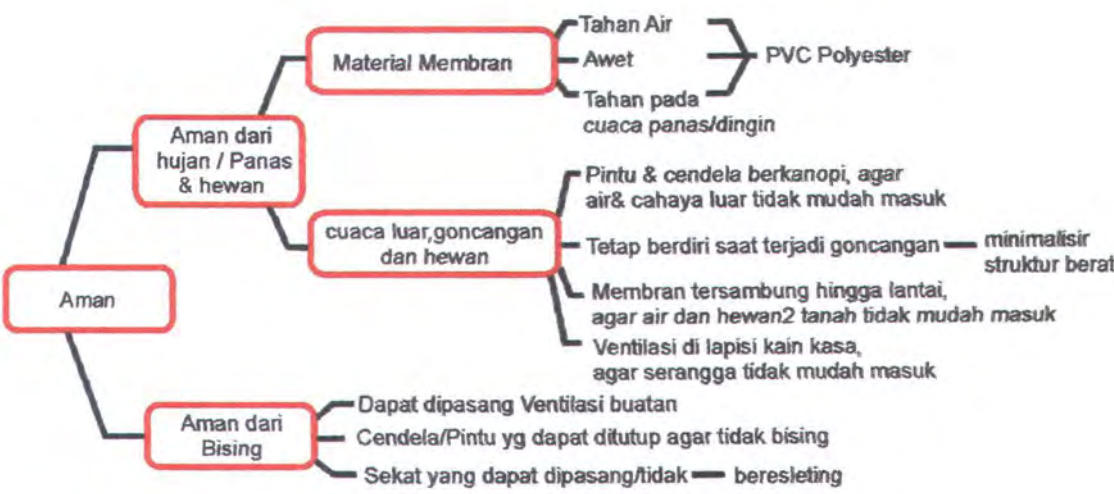 Tahan Air
Material Membran
Awet
PVC Polyester
Tahan pada
cuaca panas/dingin
Aman dari
hujan / Panas
& hewan
Pintu & cendela berkanopi, agar
air& cahaya luar tidak mudah masuk
cuaca luar,goncangan
dan hewan
Tetap berdiri saat terjadi goncangan
minimalisir
struktur berat
Membran tersambung hingga lantai,
agar air dan hewan2 tanah tidak mudah masuk
Ventilasi di lapisi kain kasa,
agar serangga tidak mudah masuk
Aman
Aman dari
Bising
Dapat dipasang Ventilasi buatan
Cendela/Pintu yg dapat ditutup agar tidak bising
Sekat yang dapat dipasang/tidak
beresleting